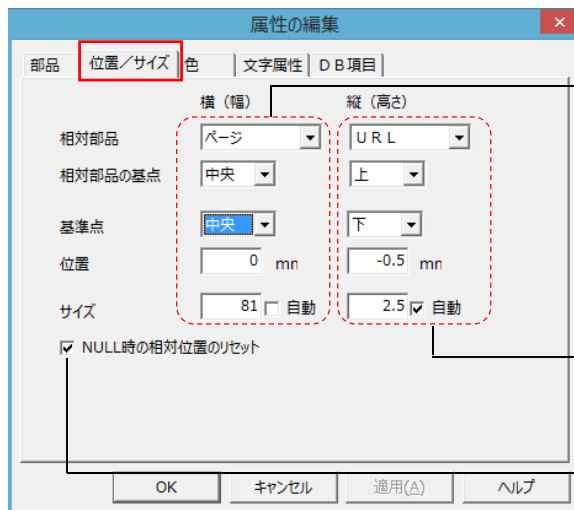 属性の編集
部品 位置／サイズ 色 文字属性 ＤＢ項目
横（幅） 縦（高さ）
相対部品 ページ ＵＲＬ
相対部品の基点 中央 上
基準点 中央 下
位置 0 mm -0.5 mm
サイズ 81 自動 2.5 自動
NULL時の相対位置のリセット
OK キャンセル 適用(A) ヘルプ